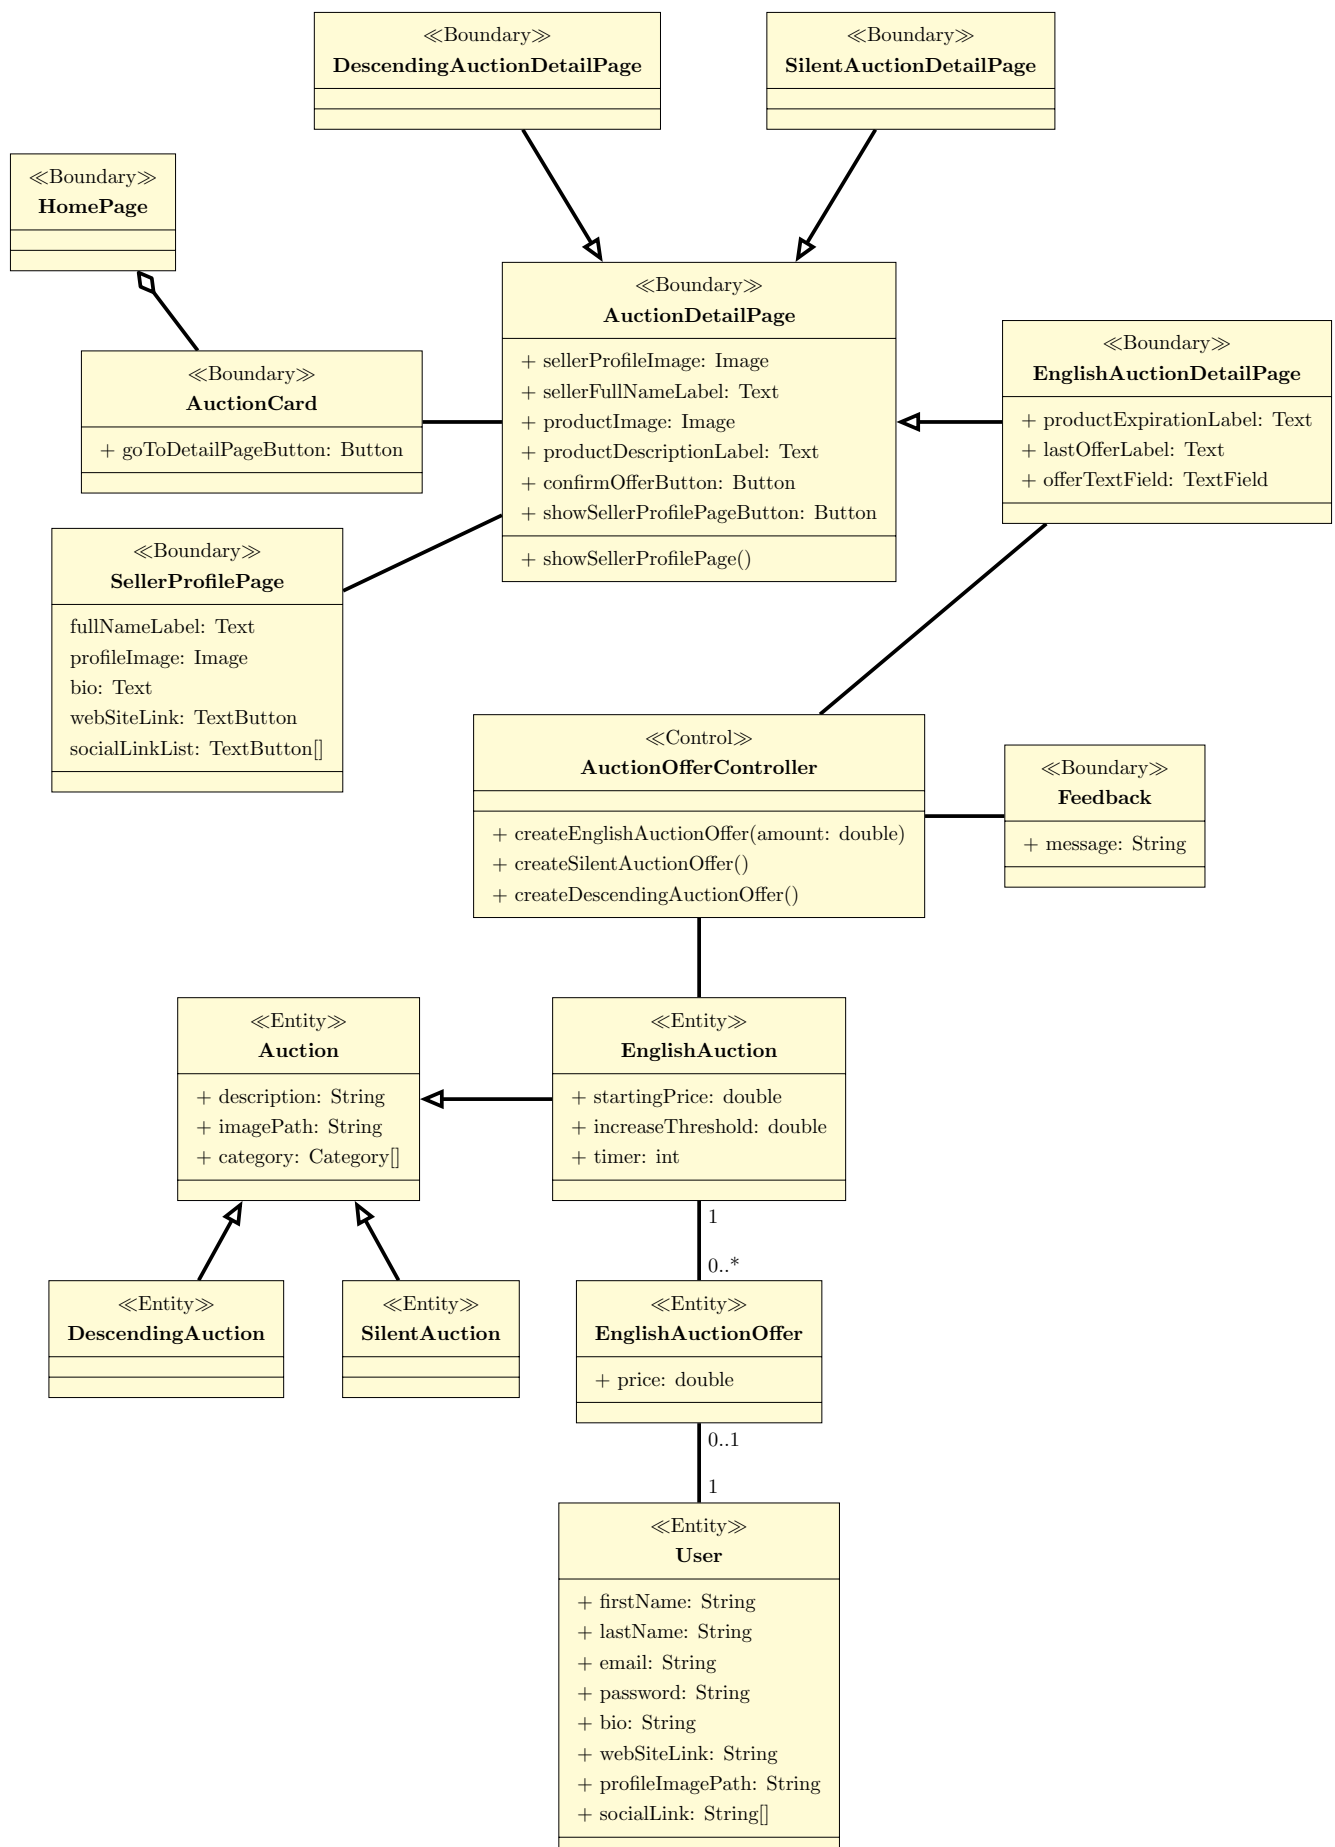 ≪Boundary≫
DescendingAuctionDetailPage
≪Boundary≫
SilentAuctionDetailPage
≪Boundary≫
HomePage
≪Boundary≫
AuctionDetailPage
+ sellerProfileImage: Image
+ sellerFullNameLabel: Text
+ productImage: Image
+ productDescriptionLabel: Text
+ confirmOfferButton: Button
+ showSellerProfilePageButton: Button
+ showSellerProfilePage()
≪Boundary≫
EnglishAuctionDetailPage
+ productExpirationLabel: Text
+ lastOfferLabel: Text
+ offerTextField: TextField
≪Boundary≫
AuctionCard
+ goToDetailPageButton: Button
≪Boundary≫
SellerProfilePage
fullNameLabel: Text
profileImage: Image
bio: Text
webSiteLink: TextButton
socialLinkList: TextButton[]
≪Control≫
AuctionOfferController
+ createEnglishAuctionOffer(amount: double)
+ createSilentAuctionOffer()
+ createDescendingAuctionOffer()
≪Boundary≫
Feedback
+ message: String
≪Entity≫
Auction
+ description: String
+ imagePath: String
+ category: Category[]
≪Entity≫
EnglishAuction
+ startingPrice: double
+ increaseThreshold: double
+ timer: int
1
0..*
≪Entity≫
DescendingAuction
≪Entity≫
SilentAuction
≪Entity≫
EnglishAuctionOffer
+ price: double
0..1
1
≪Entity≫
User
+ firstName: String
+ lastName: String
+ email: String
+ password: String
+ bio: String
+ webSiteLink: String
+ profileImagePath: String
+ socialLink: String[]